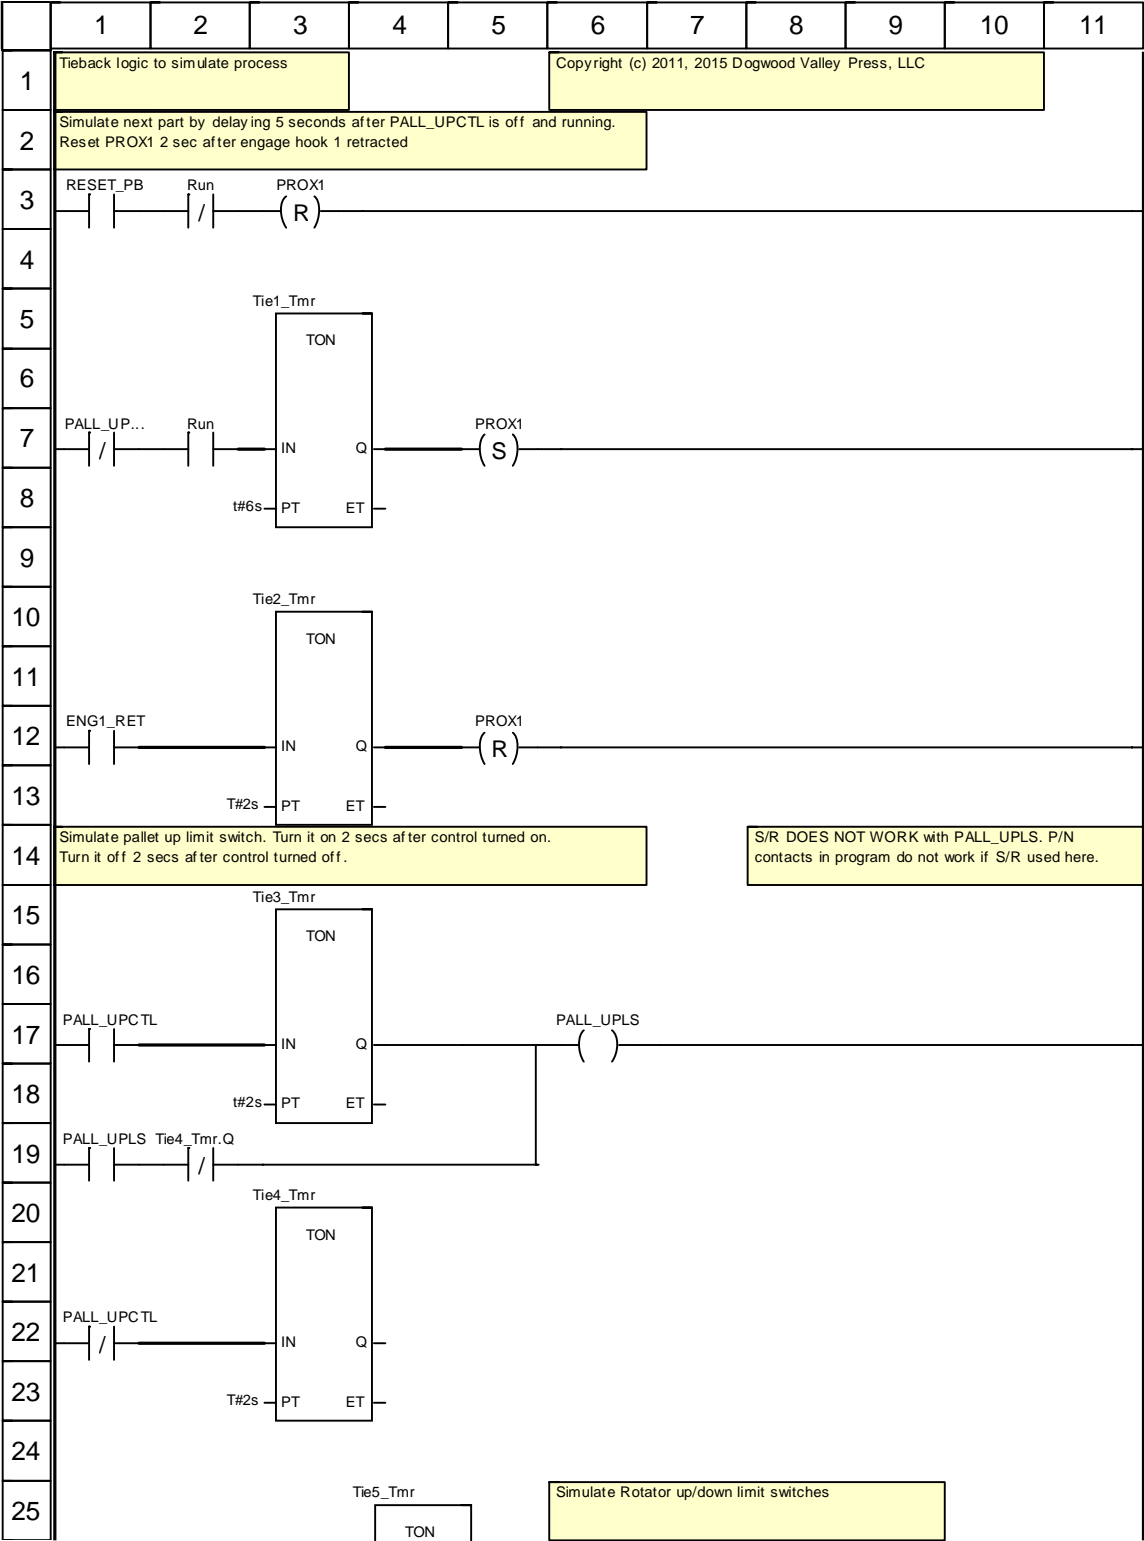 1 2 3 4 5 6 7 8 9 10 11
1
Tieback logic to simulate process
Copyright (c) 2011, 2015 Dogwood Valley Press, LLC
2
Simulate next part by delaying 5 seconds after PALL_UPCTL is off and running.
Reset PROX1 2 sec after engage hook 1 retracted
3
RESET_PB Run PROX1
/ R
4
5
Tie1_Tmr
TON
6
7
PALL_UP... Run PROX1
/ IN Q S
8
t#6s PT ET
9
10
Tie2_Tmr
TON
11
12
ENG1_RET PROX1
IN Q R
13
T#2s PT ET
14
Simulate pallet up limit switch. Turn it on 2 secs after control turned on.
Turn it off 2 secs after control turned off.
S/R DOES NOT WORK with PALL_UPLS. P/N
contacts in program do not work if S/R used here.
15
Tie3_Tmr
TON
16
17
PALL_UPCTL PALL_UPLS
IN Q
18
t#2s PT ET
19
PALL_UPLS Tie4_Tmr.Q
/
20
Tie4_Tmr
TON
21
22
PALL_UPCTL
/ IN Q
23
T#2s PT ET
24
25
Tie5_Tmr
TON
Simulate Rotator up/down limit switches